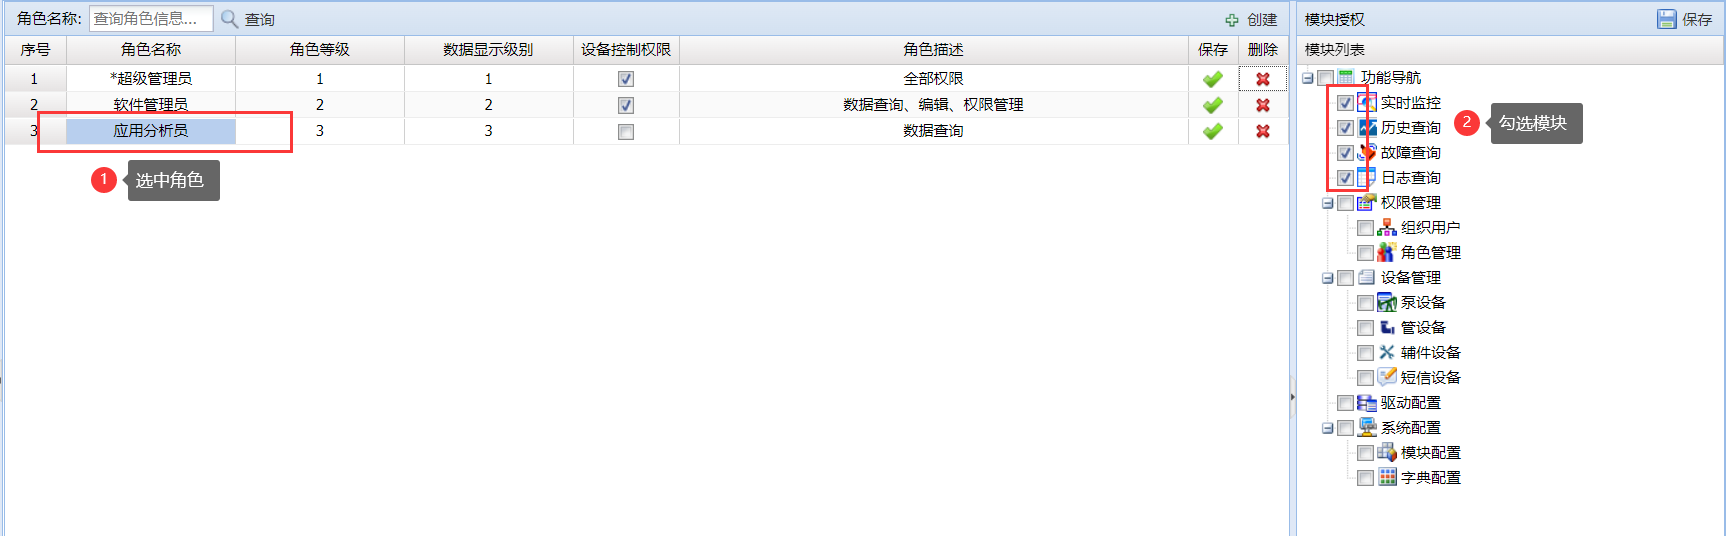 角色名称: 查询角色信息... 查询 创建
序号 角色名称 角色等级 数据显示级别 设备控制权限 角色描述 保存 删除
1 *超级管理员 1 1 全部权限
2 软件管理员 2 2 数据查询、编辑、权限管理
3 应用分析员 3 3 数据查询
1 选中角色
模块授权 保存
模块列表
功能导航
实时监控
历史查询
故障查询
日志查询
2 勾选模块
权限管理
组织用户
角色管理
设备管理
泵设备
管设备
辅件设备
短信设备
驱动配置
系统配置
模块配置
字典配置